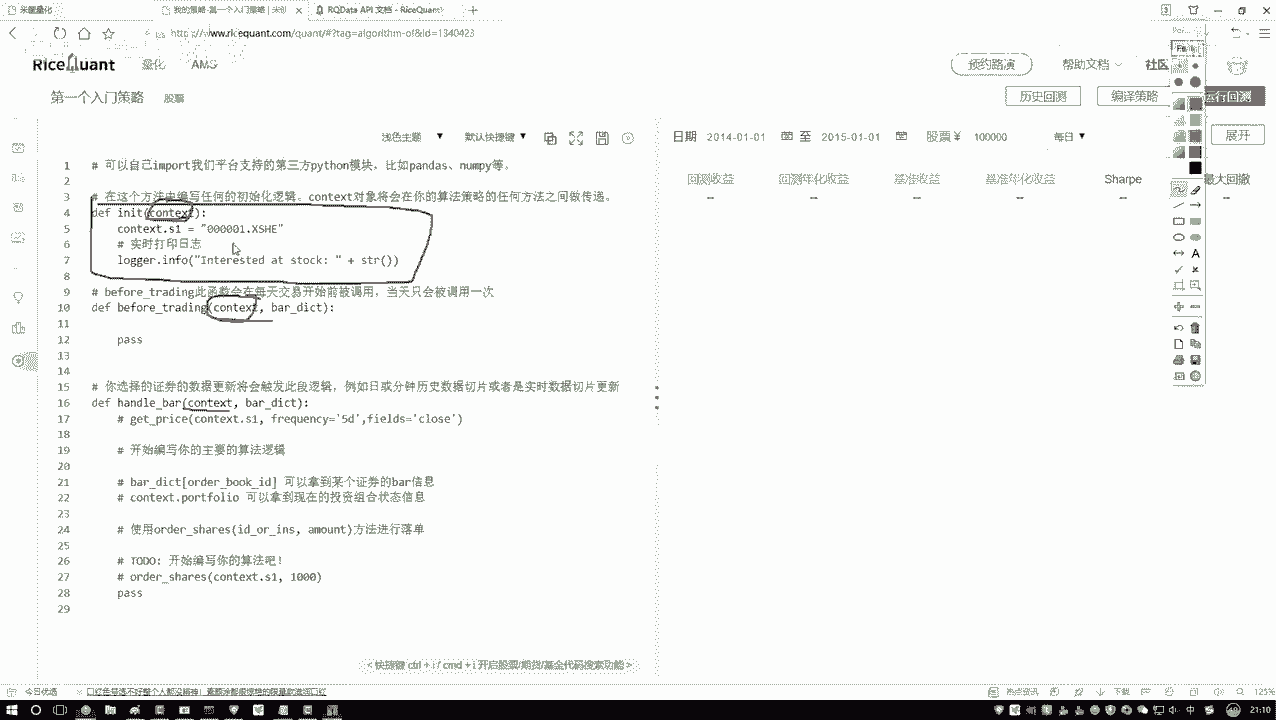 米筐量化
我的策略-第一个入门策略
RQData API 文档 - RiceQuant
www.ricequant.com/quant/#?tag=algorithm-of&id=1840423
RiceQuant
量化
AMS
预约路演
帮助文档
社区
第一个入门策略
股票
历史回测
编译策略
运行回测
浅色主题
默认快捷键
日期 2014-01-01 至 2015-01-01 股票¥ 100000 每日
展开
回测收益 回测年化收益 基准收益 基准年化收益 Sharpe 最大回撤
-- -- -- -- -- --
1 # 可以自己import我们平台支持的第三方python模块，比如pandas、numpy等。
2
3 # 在这个方法中编写任何的初始化逻辑。context对象将会在你的算法策略的任何方法之间做传递。
4 def init(context):
5 context.s1 = "000001.XSHE"
6 # 实时打印日志
7 logger.info("Interested at stock: " + str())
8
9 # before_trading此函数会在每天交易开始前被调用，当天只会被调用一次
10 def before_trading(context, bar_dict):
11
12 pass
13
14
15 # 你选择的证券的数据更新将会触发此段逻辑，例如日或分钟历史数据切片或者是实时数据切片更新
16 def handle_bar(context, bar_dict):
17 # get_price(context.s1, frequency='5d',fields='close')
18
19 # 开始编写你的主要的算法逻辑
20
21 # bar_dict[order_book_id] 可以拿到某个证券的bar信息
22 # context.portfolio 可以拿到现在的投资组合状态信息
23
24 # 使用order_shares(id_or_ins, amount)方法进行落单
25
26 # TODO: 开始编写你的算法吧！
27 # order_shares(context.s1, 1000)
28 pass
29
<快捷键 ctrl + i / cmd + i 开启股票/期货/基金代码搜索功能>
今日优选
热点资讯
下载
125%
中
21:10